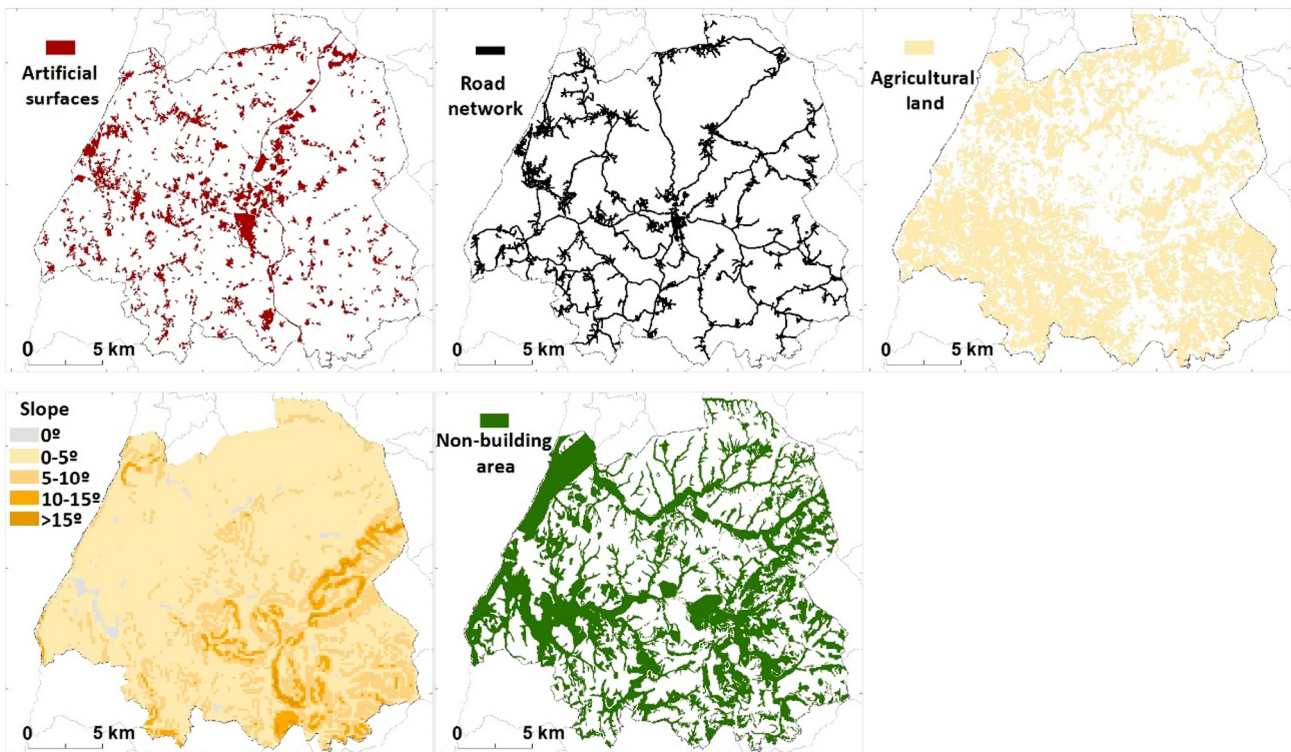 Artificial
surfaces
0 5 km
Road
network
0 5 km
Agricultural
land
0 5 km
Slope
0º
0-5º
5-10º
10-15º
>15º
0 5 km
Non-building
area
0 5 km